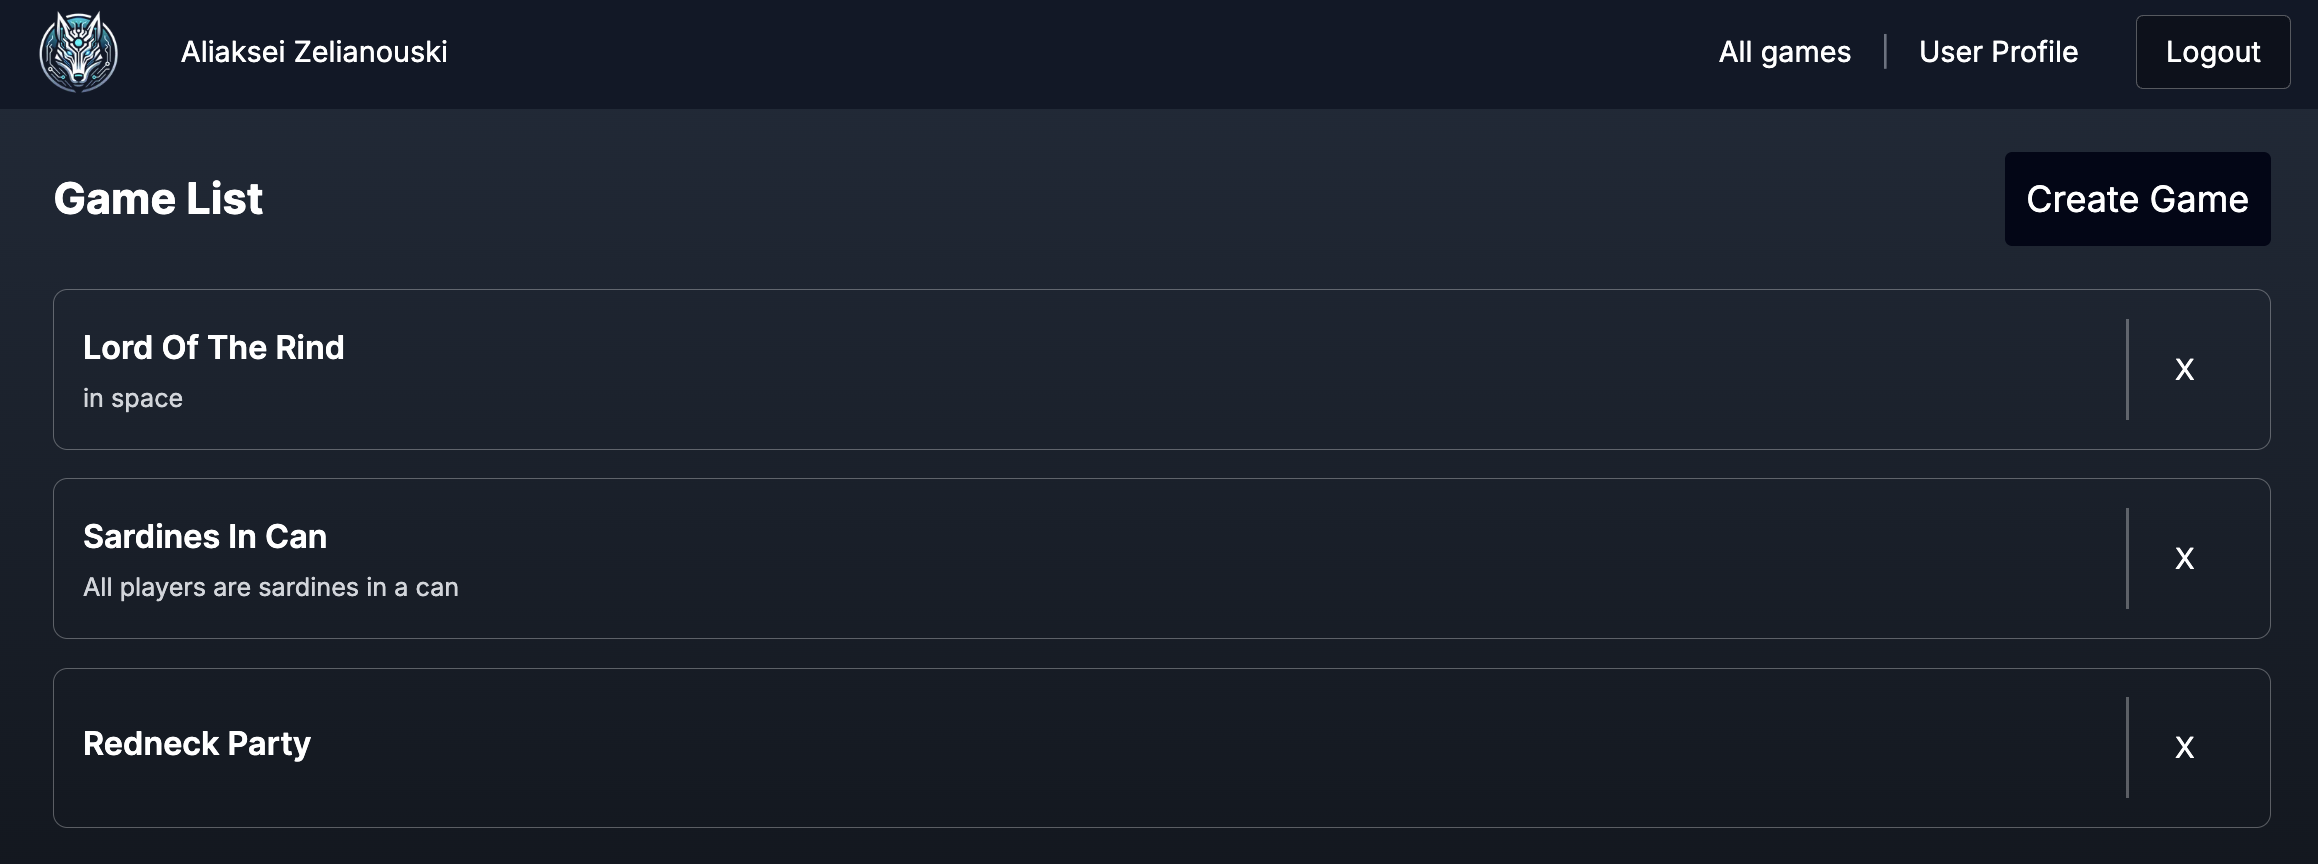 Aliaksei Zelianouski
All games | User Profile
Logout
Game List
Create Game
Lord Of The Rind
in space
X
Sardines In Can
All players are sardines in a can
X
Redneck Party
X